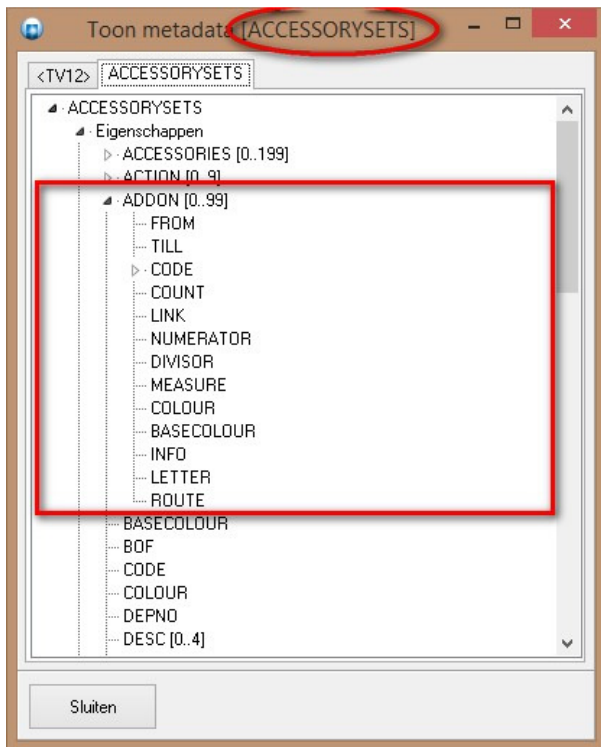 Toon metadata [ACCESSORYSETS]
<TV12> ACCESSORYSETS
ACCESSORYSETS
Eigenschappen
ACCESSORIES [0..199]
ACTION [0..9]
ADDON [0..99]
FROM
TILL
CODE
COUNT
LINK
NUMERATOR
DIVISOR
MEASURE
COLOUR
BASECOLOUR
INFO
LETTER
ROUTE
BASECOLOUR
BOF
CODE
COLOUR
DEPNO
DESC [0..4]
Sluiten